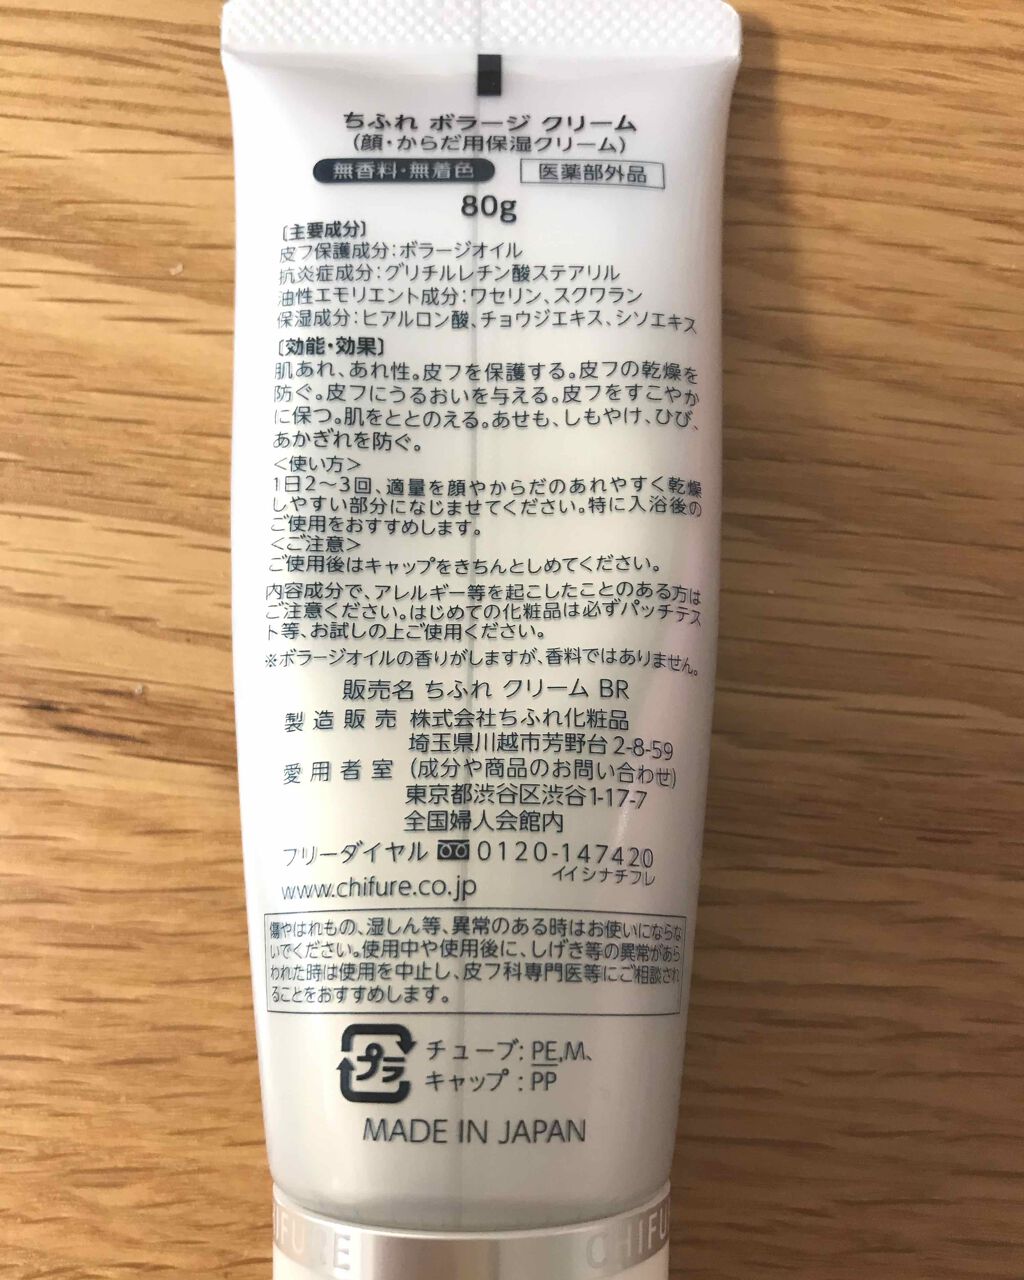 ちふれ ボラージ クリーム
(顔・からだ用保湿クリーム)
無香料・無着色 医薬部外品
80g
〔主要成分〕
皮フ保護成分:ボラージオイル
抗炎症成分:グリチルレチン酸ステアリル
油性エモリエント成分:ワセリン、スクワラン
保湿成分:ヒアルロン酸、チョウジエキス、シソエキス
〔効能・効果〕
肌あれ、あれ性。皮フを保護する。皮フの乾燥を
防ぐ。皮フにうるおいを与える。皮フをすこやか
に保つ。肌をととのえる。あせも、しもやけ、ひび、
あかぎれを防ぐ。
<使い方>
1日2〜3回、適量を顔やからだのあれやすく乾燥
しやすい部分になじませてください。特に入浴後の
ご使用をおすすめします。
<ご注意>
ご使用後はキャップをきちんとしめてください。
内容成分で、アレルギー等を起こしたことのある方は
ご注意ください。はじめての化粧品は必ずパッチテス
ト等、お試しの上ご使用ください。
※ボラージオイルの香りがしますが、香料ではありません。
販売名 ちふれ クリーム BR
製造販売 株式会社ちふれ化粧品
埼玉県川越市芳野台2-8-59
愛用者室 (成分や商品のお問い合わせ)
東京都渋谷区渋谷1-17-7
全国婦人会館内
フリーダイヤル 0120-147420
イイシナチフレ
www.chifure.co.jp
傷やはれもの、湿しん等、異常のある時はお使いにならな
いでください。使用中や使用後に、しげき等の異常があら
われた時は使用を中止し、皮フ科専門医等にご相談され
ることをおすすめします。
プラ チューブ:PE,M、
キャップ:PP
MADE IN JAPAN
CHIFURE CHIFU